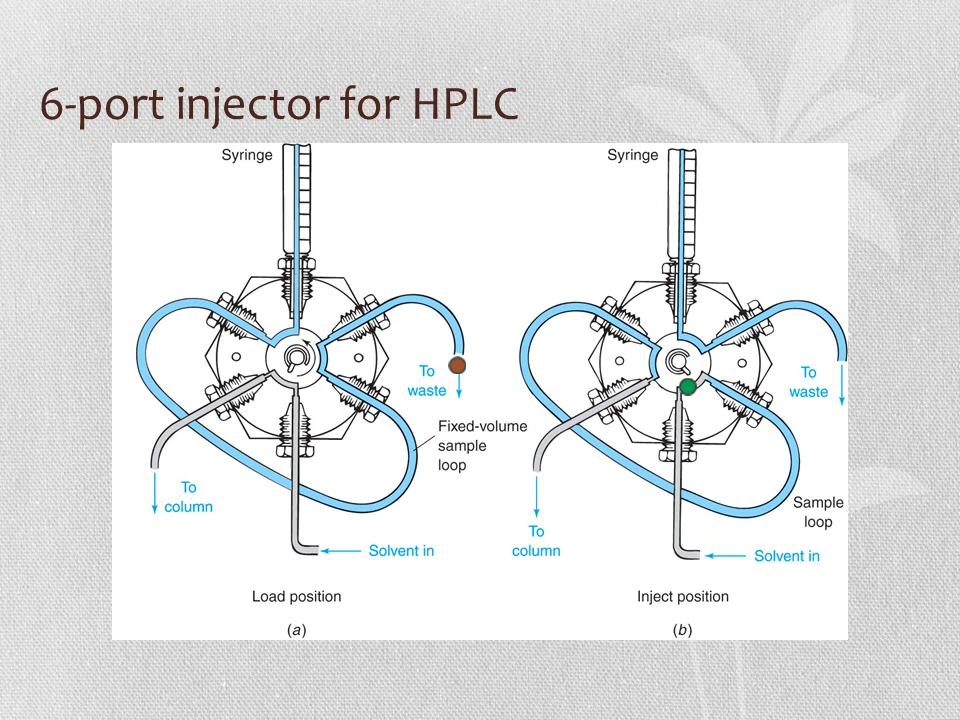 6-port injector for HPLC
Syringe
To
waste
Fixed-volume
sample
loop
To
column
Solvent in
Load position
(a)
Syringe
To
waste
Sample
loop
To
column
Solvent in
Inject position
(b)